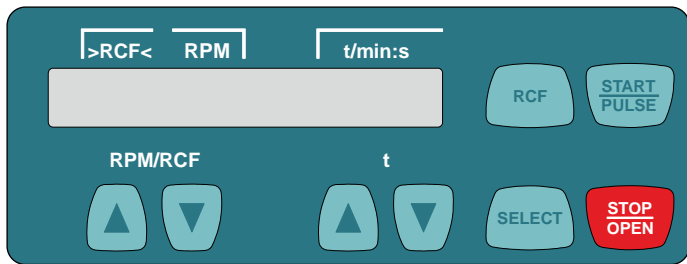 >RCF< RPM t/min:s
RCF
START
PULSE
RPM/RCF t
SELECT
STOP
OPEN